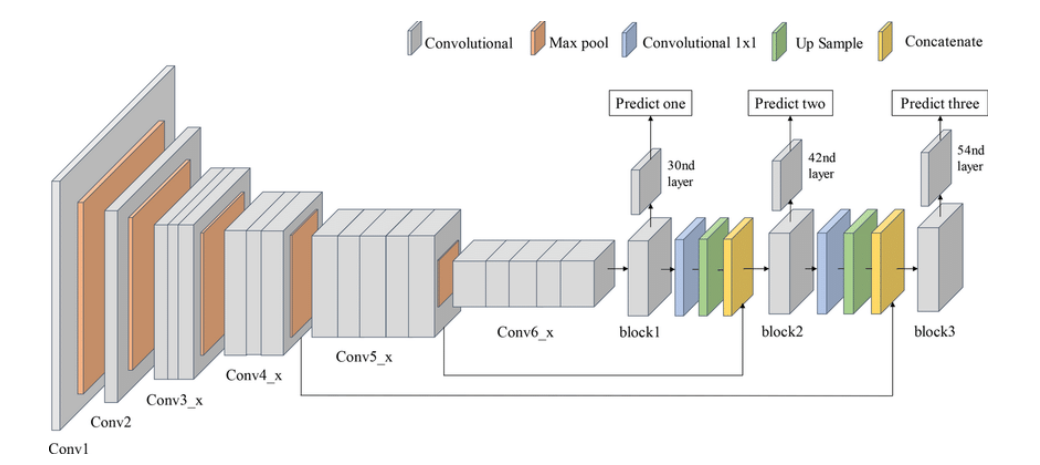 Convolutional
Max pool
Convolutional 1x1
Up Sample
Concatenate
Predict one
Predict two
Predict three
30nd
layer
42nd
layer
54nd
layer
block1
block2
block3
Conv6_x
Conv5_x
Conv4_x
Conv3_x
Conv2
Conv1